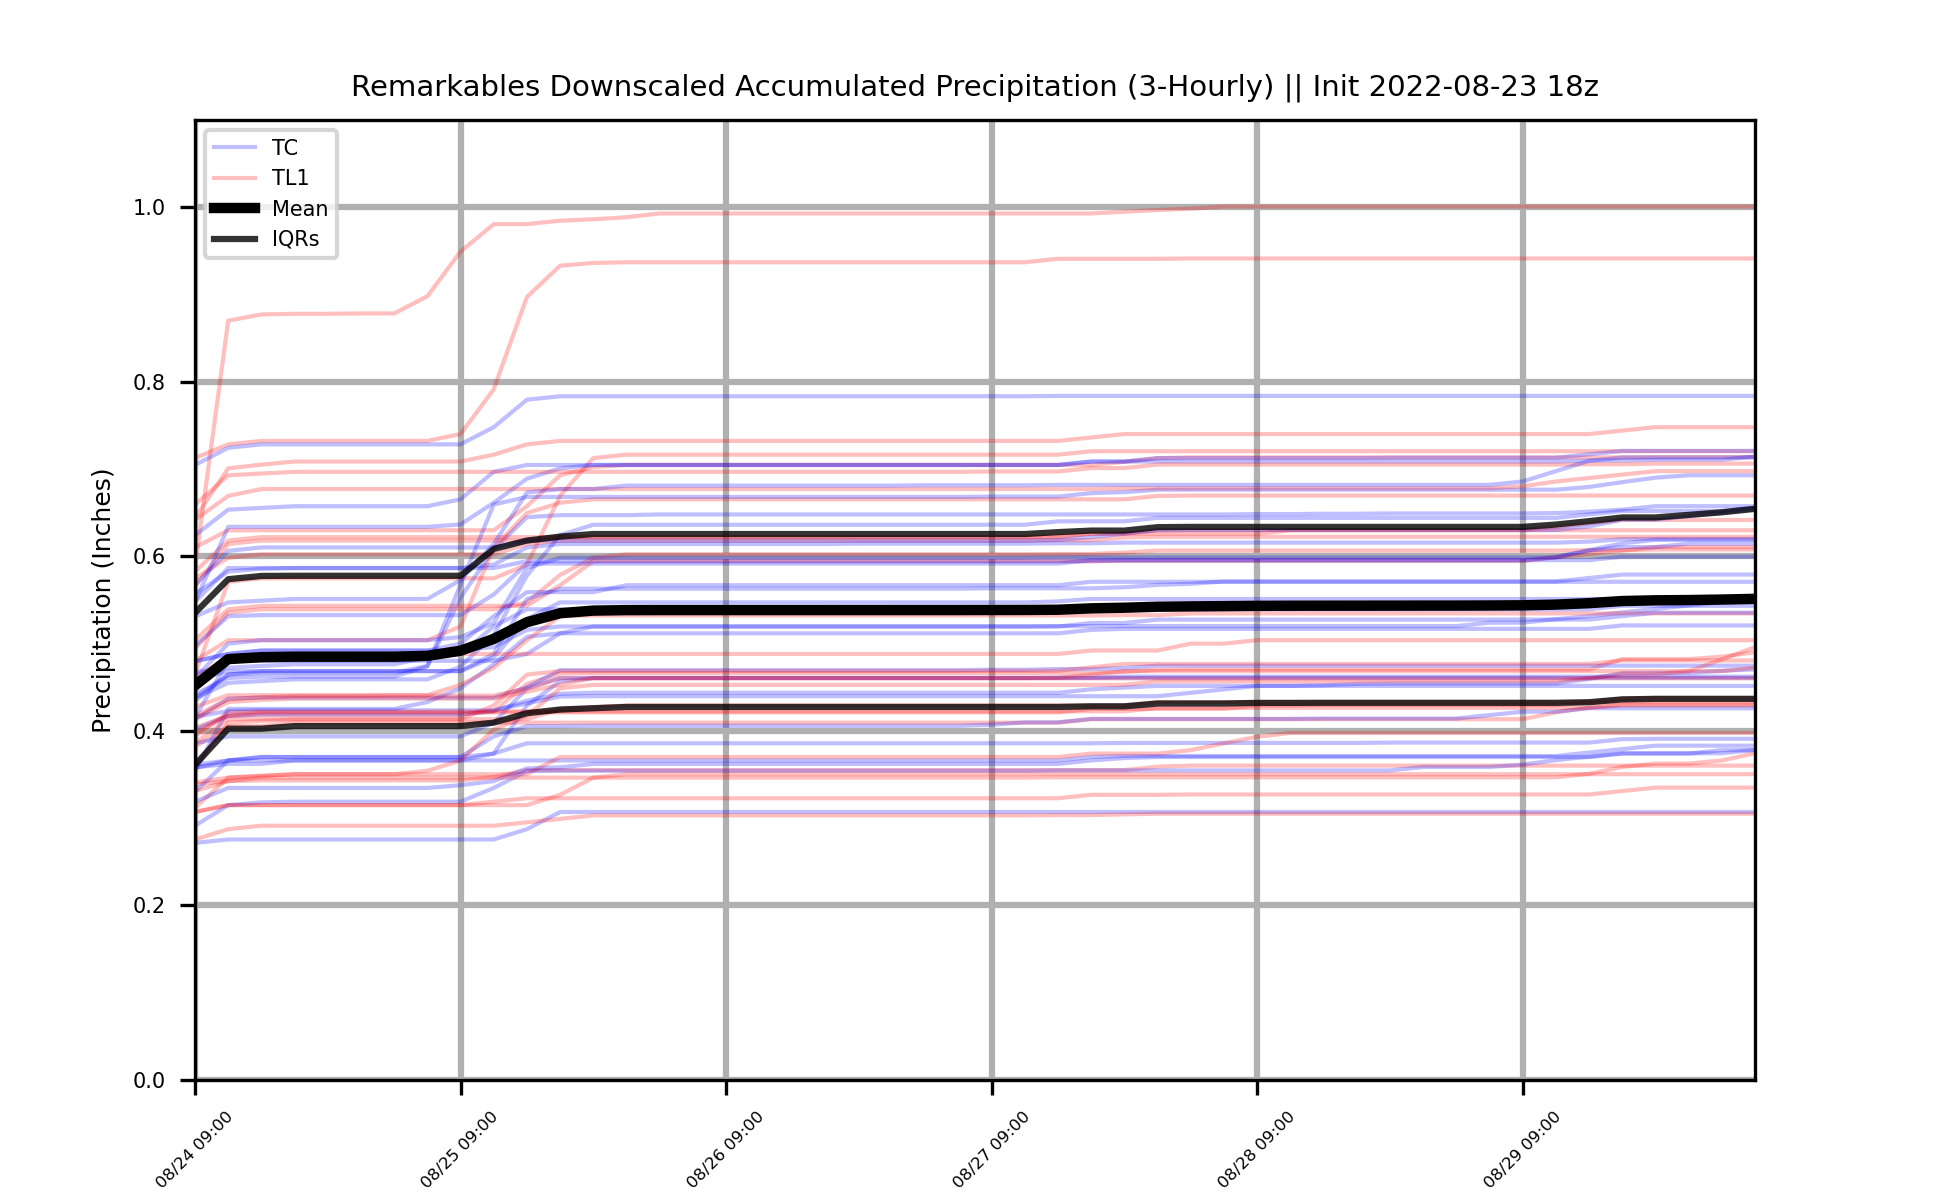 Remarkables Downscaled Accumulated Precipitation (3-Hourly) || Init 2022-08-23 18z
TC
TL1
Mean
IQRs
Precipitation (Inches)
1.0
0.8
0.6
0.4
0.2
0.0
08/24 09:00
08/25 09:00
08/26 09:00
08/27 09:00
08/28 09:00
08/29 09:00